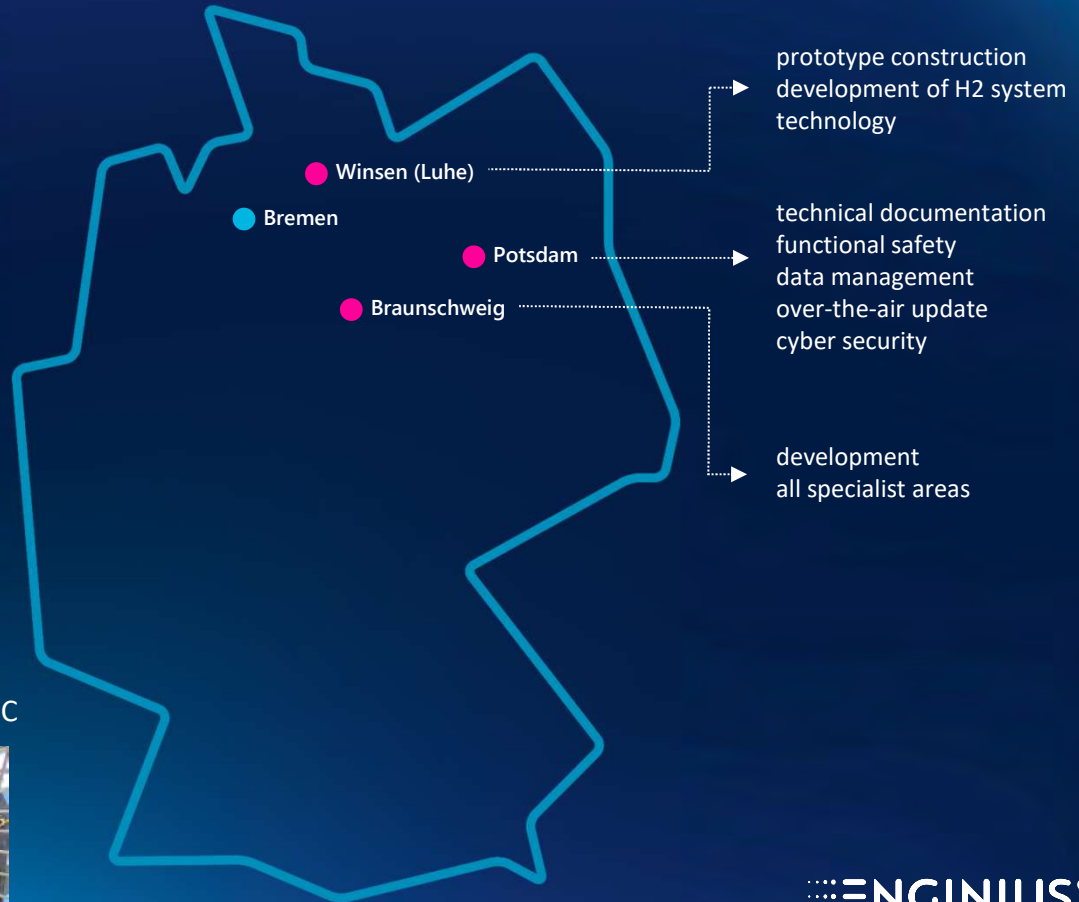 prototype construction
development of H2 system
technology
Winsen (Luhe)
Bremen
technical documentation
functional safety
data management
over-the-air update
cyber security
Potsdam
Braunschweig
development
all specialist areas
C
ENGINIUS